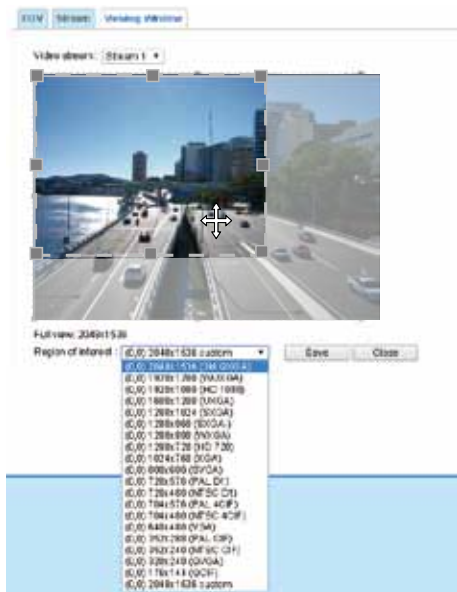 FOV Stream Viewing Window
Video stream: Stream 1
Full view: 2048x1536
Region of interest : (0,0) 2048x1536 custom Save Close
(0,0) 2048x1536 (3M QXGA)
(0,0) 1920x1200 (WUXGA)
(0,0) 1920x1080 (HD 1080)
(0,0) 1600x1200 (UXGA)
(0,0) 1280x1024 (SXGA)
(0,0) 1280x960 (SXGA-)
(0,0) 1280x800 (WXGA)
(0,0) 1280x720 (HD 720)
(0,0) 1024x768 (XGA)
(0,0) 800x600 (SVGA)
(0,0) 720x576 (PAL D1)
(0,0) 720x480 (NTSC D1)
(0,0) 704x576 (PAL 4CIF)
(0,0) 704x480 (NTSC 4CIF)
(0,0) 640x480 (VGA)
(0,0) 352x288 (PAL CIF)
(0,0) 352x240 (NTSC CIF)
(0,0) 320x240 (QVGA)
(0,0) 176x144 (QCIF)
(0,0) 2048x1536 custom